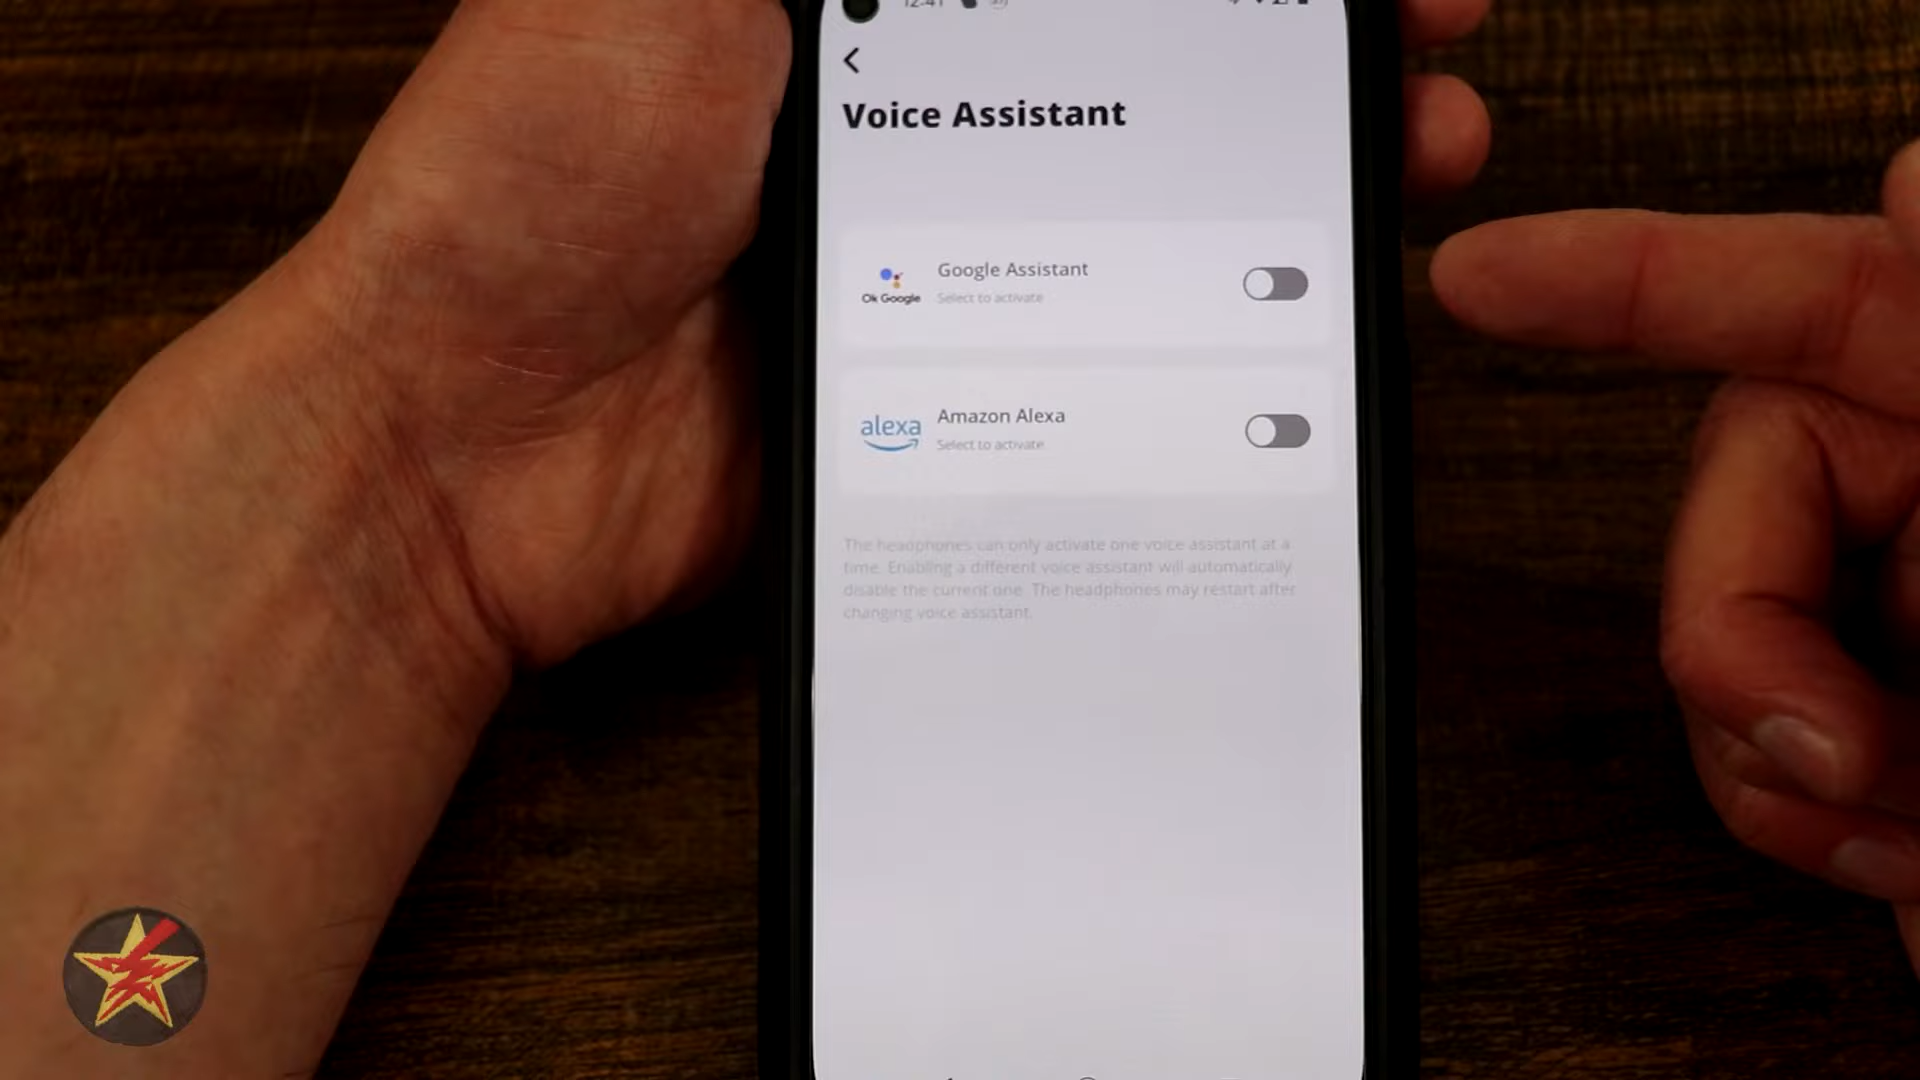 12:41
Voice Assistant
Google Assistant
Ok Google
Select to activate
Amazon Alexa
alexa
Select to activate
The headphones can only activate one voice assistant at a
time. Enabling a different voice assistant will automatically
disable the current one. The headphones may restart after
changing voice assistant.